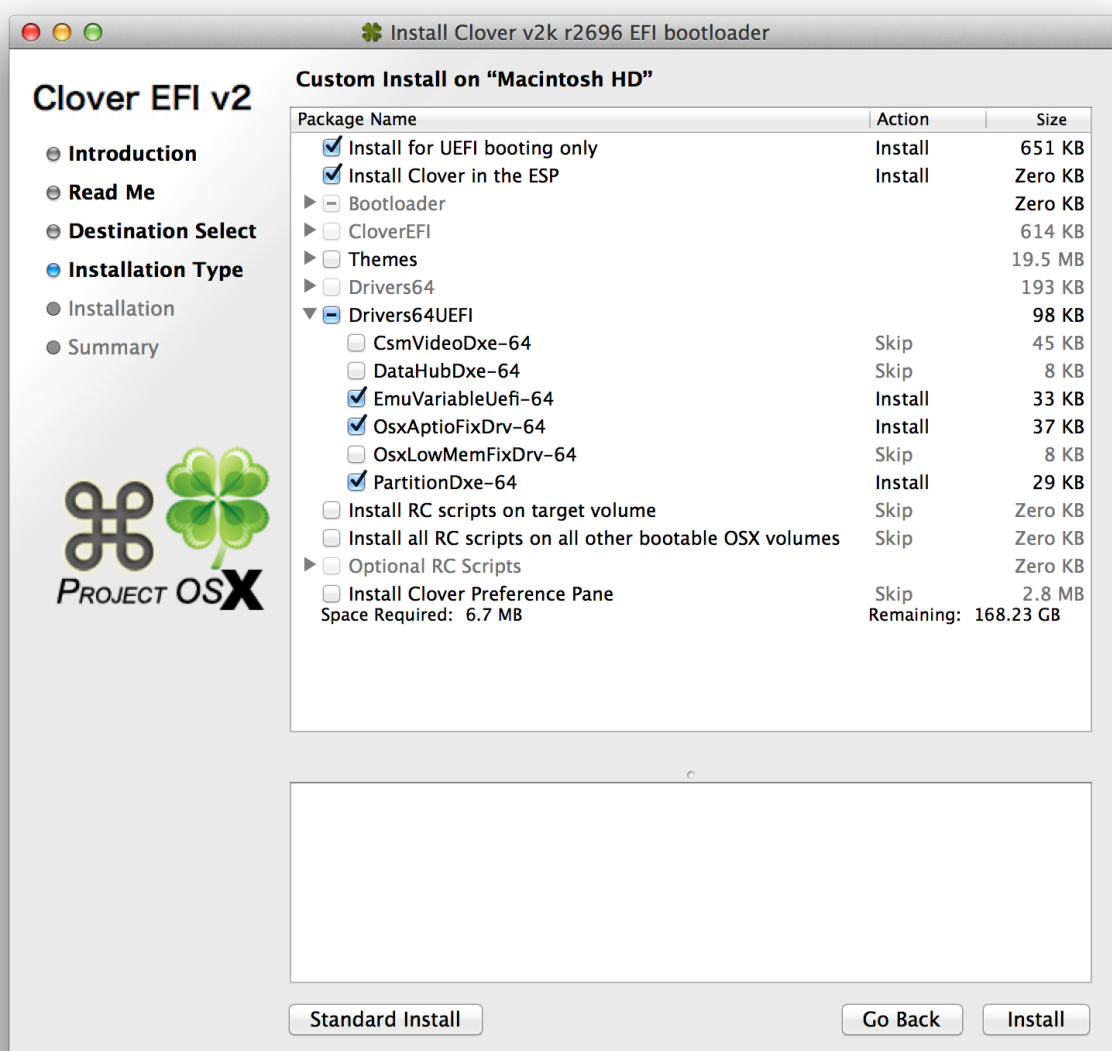 Install Clover v2k r2696 EFI bootloader
Clover EFI v2
Introduction
Read Me
Destination Select
Installation Type
Installation
Summary
PROJECT OSX
Custom Install on “Macintosh HD”
Package Name Action Size
Install for UEFI booting only Install 651 KB
Install Clover in the ESP Install Zero KB
Bootloader Zero KB
CloverEFI 614 KB
Themes 19.5 MB
Drivers64 193 KB
Drivers64UEFI 98 KB
CsmVideoDxe-64 Skip 45 KB
DataHubDxe-64 Skip 8 KB
EmuVariableUefi-64 Install 33 KB
OsxAptioFixDrv-64 Install 37 KB
OsxLowMemFixDrv-64 Skip 8 KB
PartitionDxe-64 Install 29 KB
Install RC scripts on target volume Skip Zero KB
Install all RC scripts on all other bootable OSX volumes Skip Zero KB
Optional RC Scripts Zero KB
Install Clover Preference Pane Skip 2.8 MB
Space Required: 6.7 MB Remaining: 168.23 GB
Standard Install Go Back Install